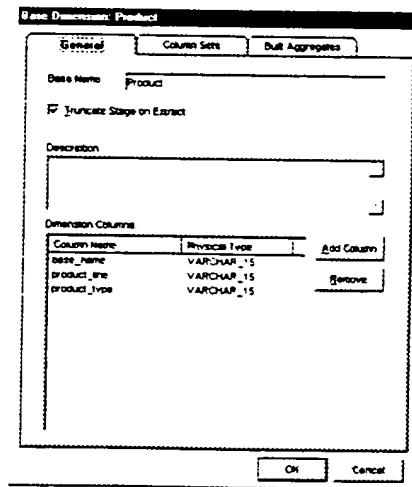 Base Dimension: Product
General Column Sets Built Aggregates
Base Name Product
Truncate Stage on Extract
Description
Dimension Columns
Column Name Physical Type Add Column
base_name VARCHAR_15
product_line VARCHAR_15 Remove
product_type VARCHAR_15
OK Cancel